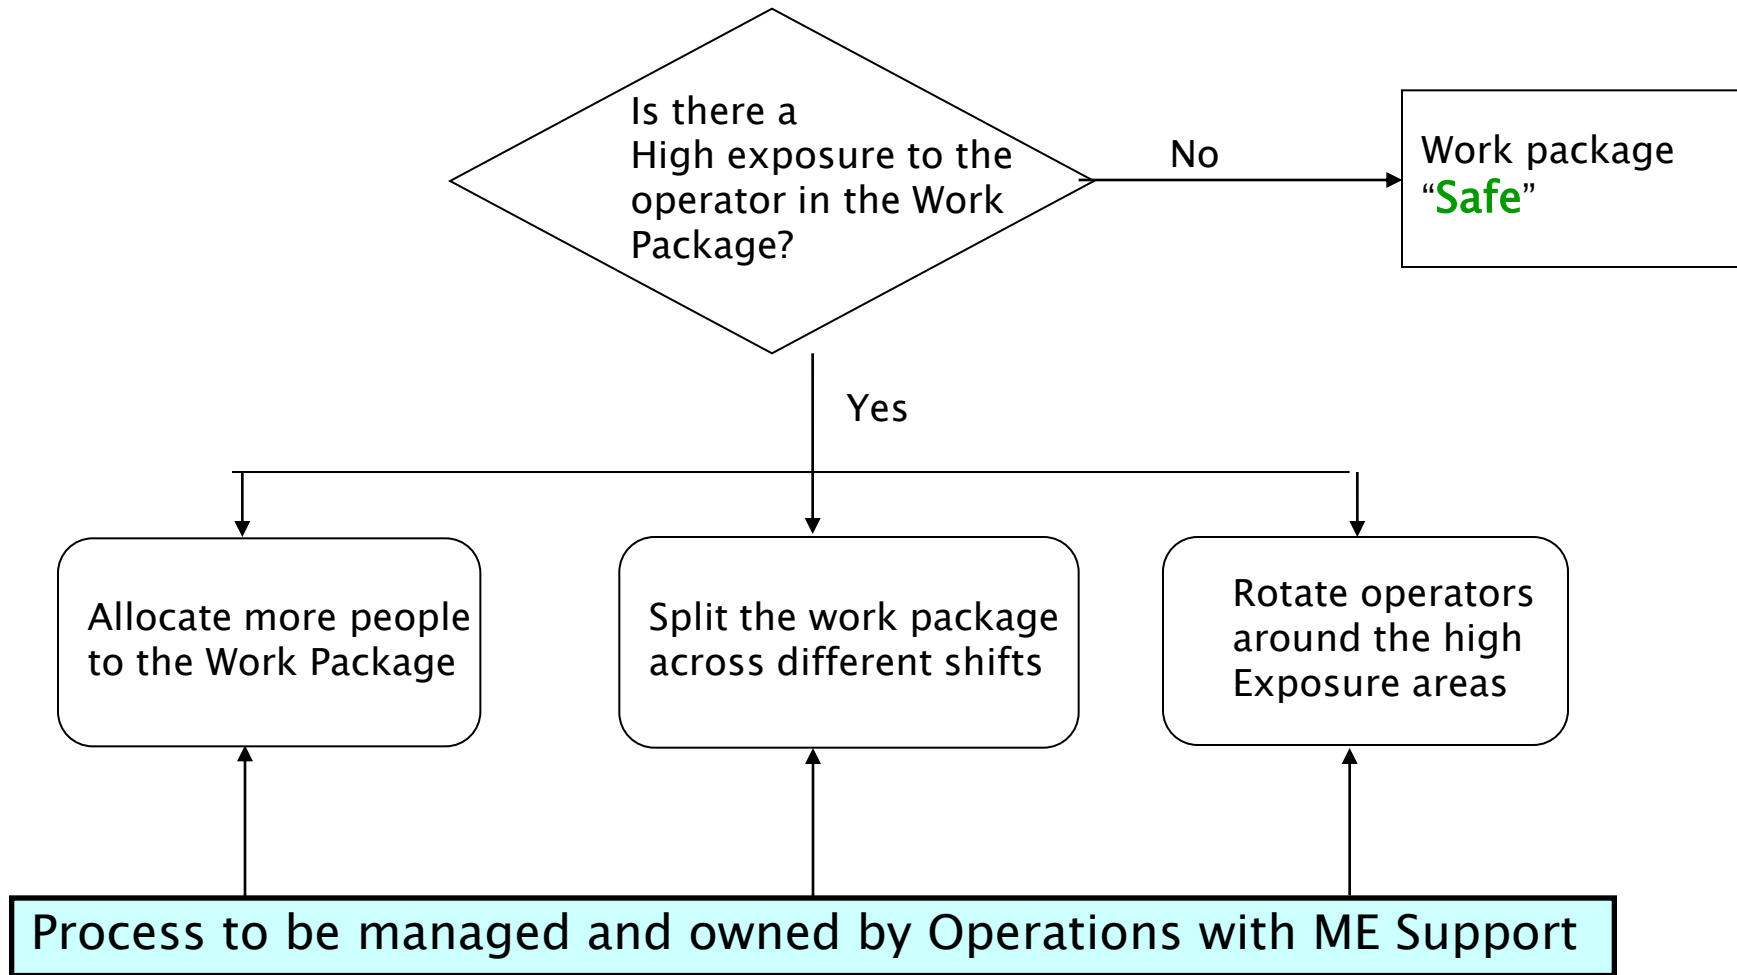 Is there a
High exposure to the
operator in the Work
Package?
No
Work package
“Safe”
Yes
Allocate more people
to the Work Package
Split the work package
across different shifts
Rotate operators
around the high
Exposure areas
Process to be managed and owned by Operations with ME Support